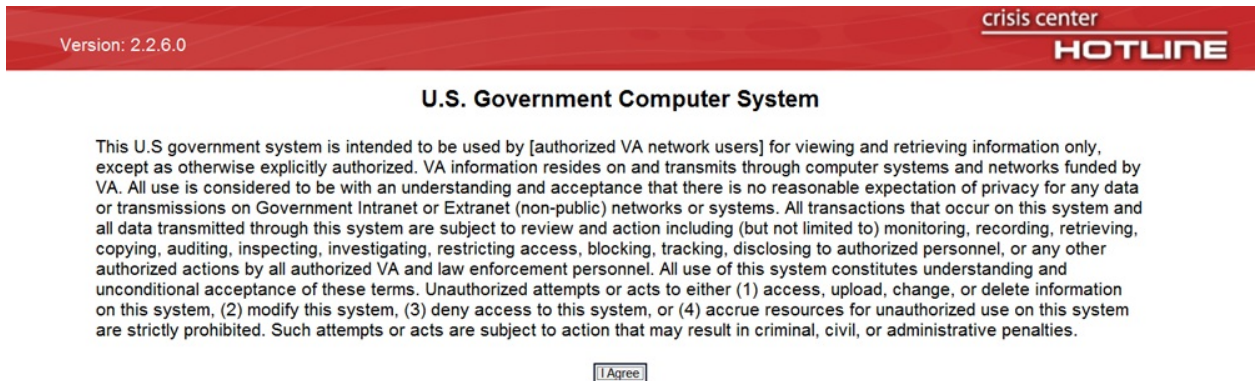 crisis center
Version: 2.2.6.0
HOTLINE
U.S. Government Computer System
This U.S government system is intended to be used by [authorized VA network users] for viewing and retrieving information only,
except as otherwise explicitly authorized. VA information resides on and transmits through computer systems and networks funded by
VA. All use is considered to be with an understanding and acceptance that there is no reasonable expectation of privacy for any data
or transmissions on Government Intranet or Extranet (non-public) networks or systems. All transactions that occur on this system and
all data transmitted through this system are subject to review and action including (but not limited to) monitoring, recording, retrieving,
copying, auditing, inspecting, investigating, restricting access, blocking, tracking, disclosing to authorized personnel, or any other
authorized actions by all authorized VA and law enforcement personnel. All use of this system constitutes understanding and
unconditional acceptance of these terms. Unauthorized attempts or acts to either (1) access, upload, change, or delete information
on this system, (2) modify this system, (3) deny access to this system, or (4) accrue resources for unauthorized use on this system
are strictly prohibited. Such attempts or acts are subject to action that may result in criminal, civil, or administrative penalties.
I Agree